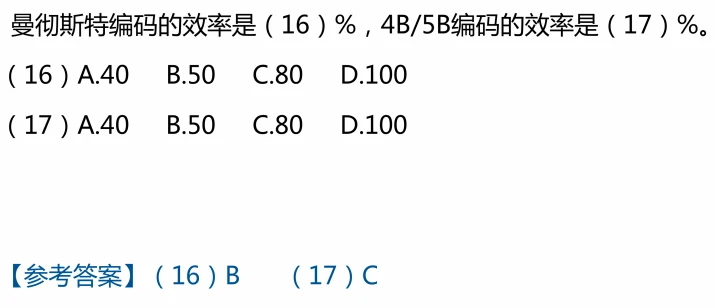 曼彻斯特编码的效率是（16）%，4B/5B编码的效率是（17）%。
（16）A.40 B.50 C.80 D.100
（17）A.40 B.50 C.80 D.100
【参考答案】（16）B （17）C